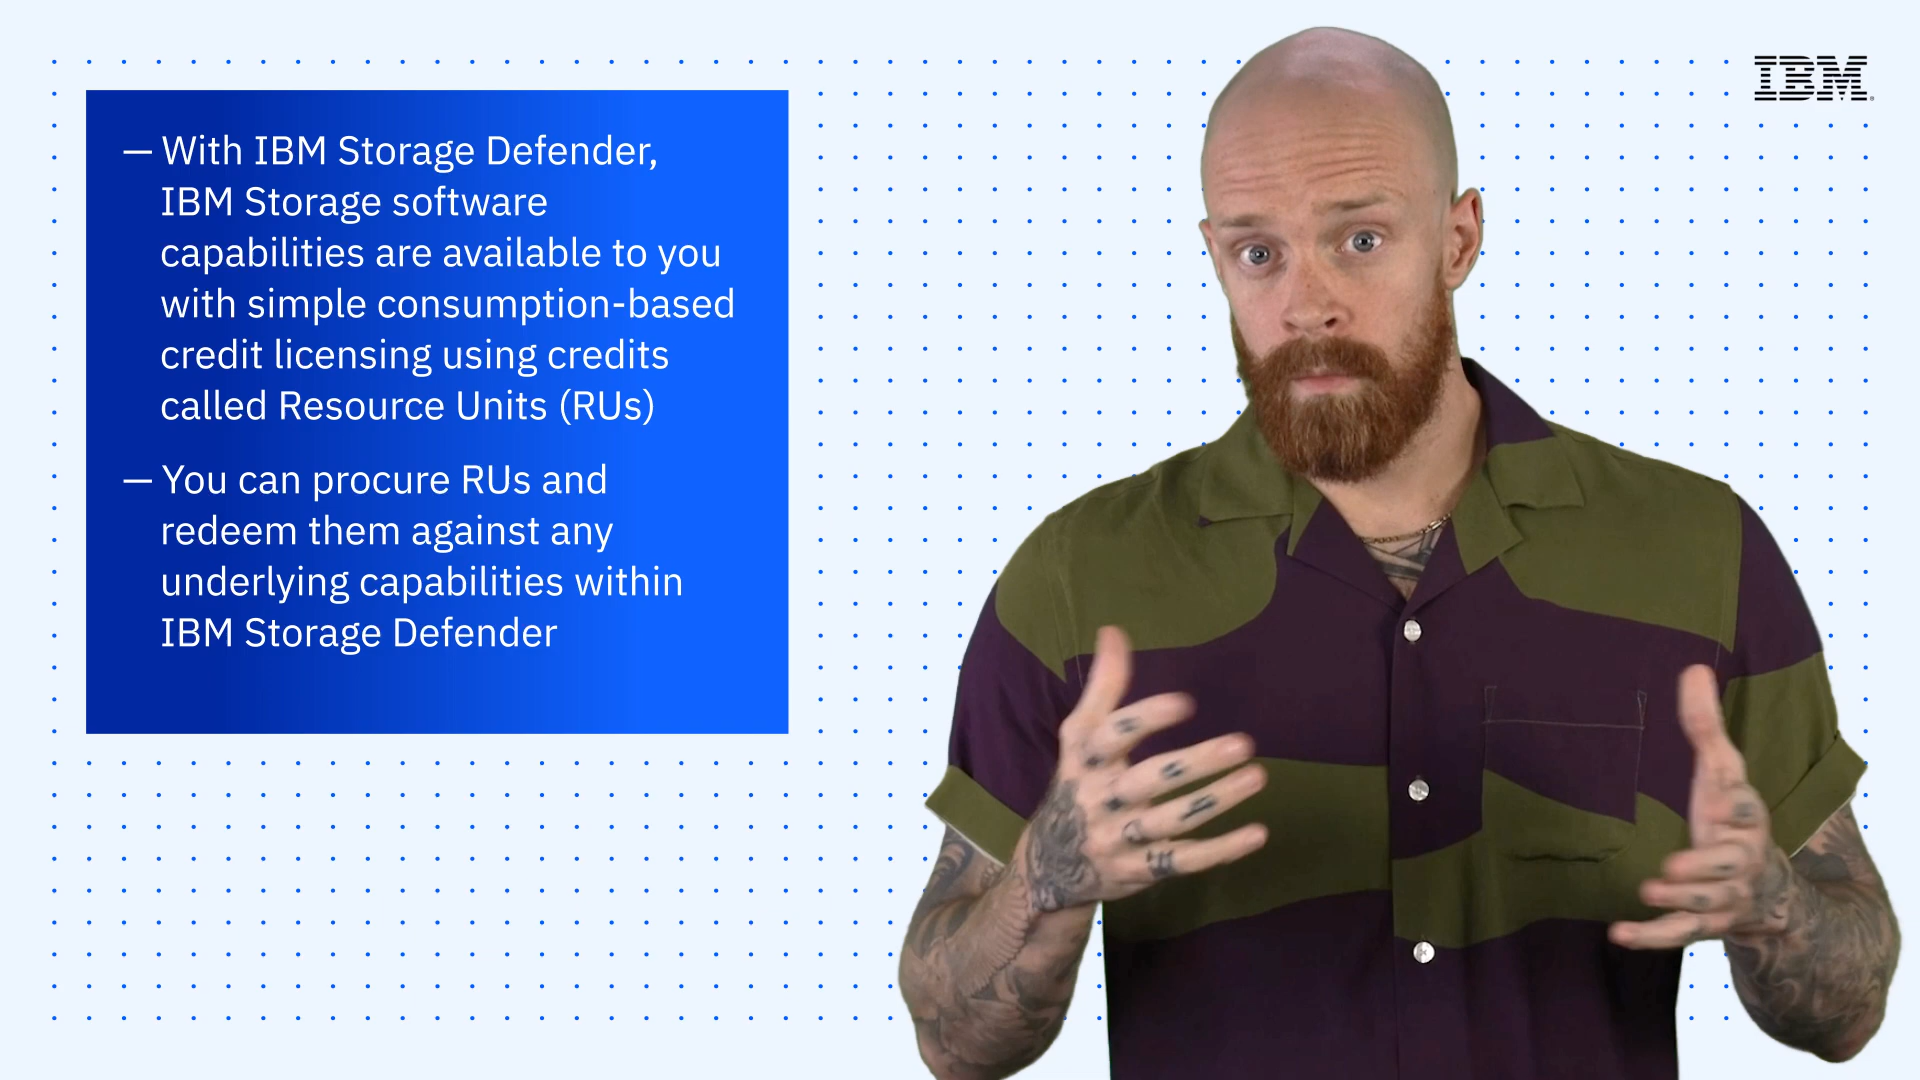 IBM
— With IBM Storage Defender,
IBM Storage software
capabilities are available to you
with simple consumption-based
credit licensing using credits
called Resource Units (RUs)
— You can procure RUs and
redeem them against any
underlying capabilities within
IBM Storage Defender